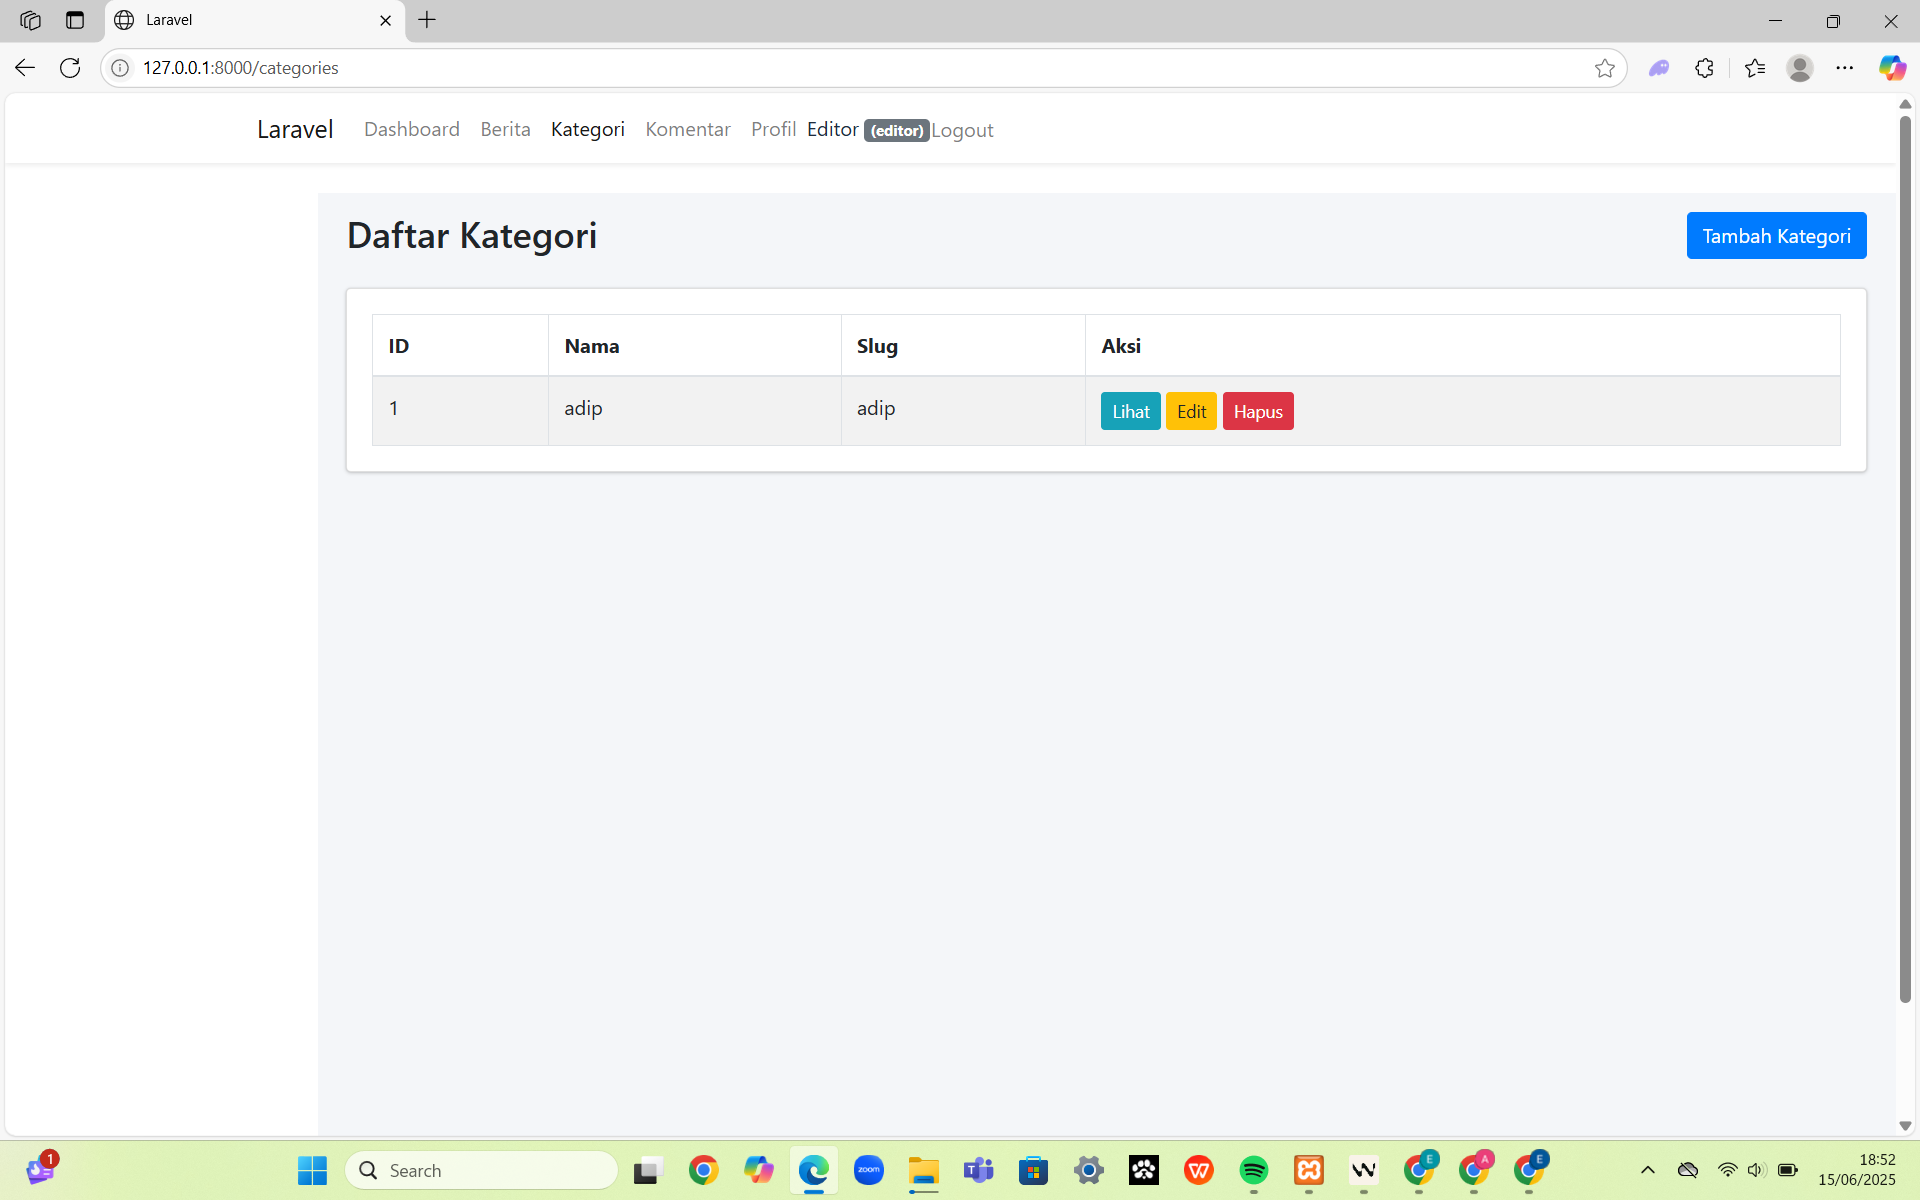 Laravel
127.0.0.1:8000/categories
Laravel Dashboard Berita Kategori Komentar Profil Editor (editor) Logout
Daftar Kategori
Tambah Kategori
ID Nama Slug Aksi
1 adip adip Lihat Edit Hapus
1
Search
zoom
T
W
E
A
E
18:52
15/06/2025